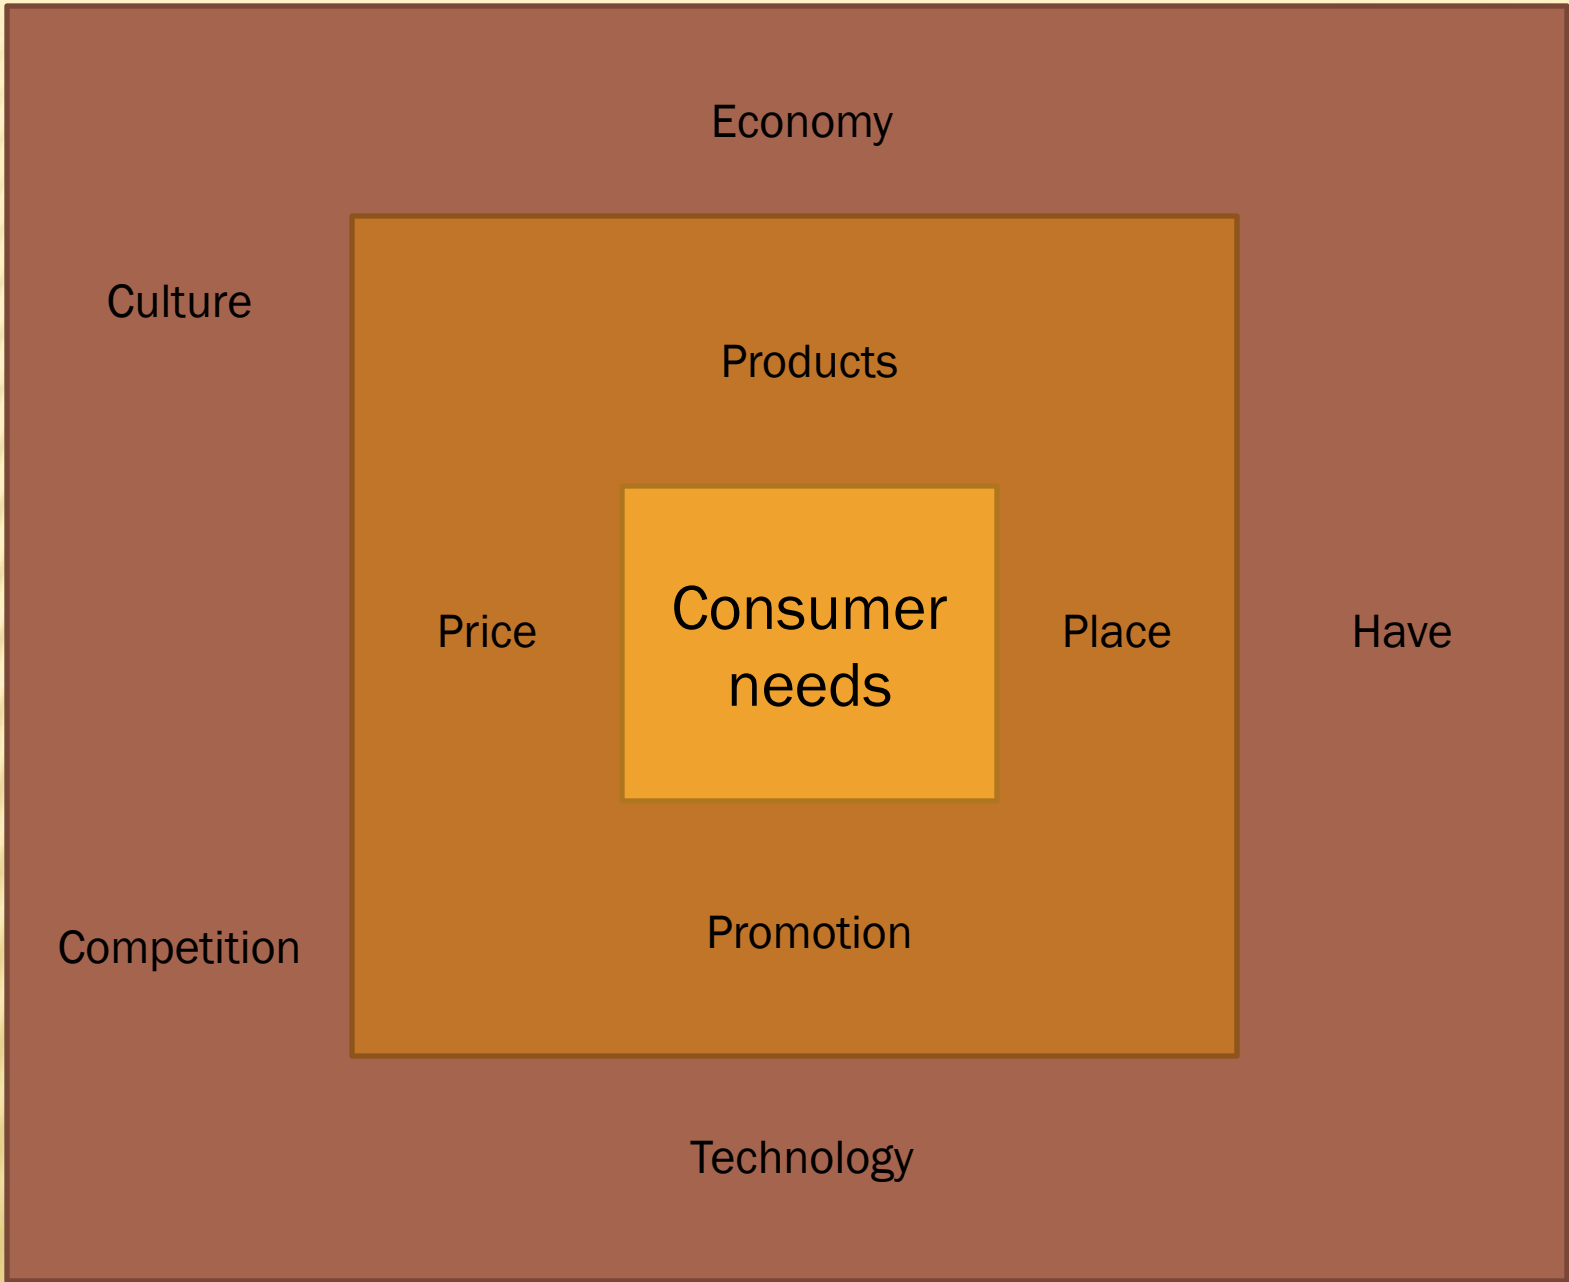 Economy
Culture
Products
Consumer
needs
Price
Place
Have
Promotion
Competition
Technology